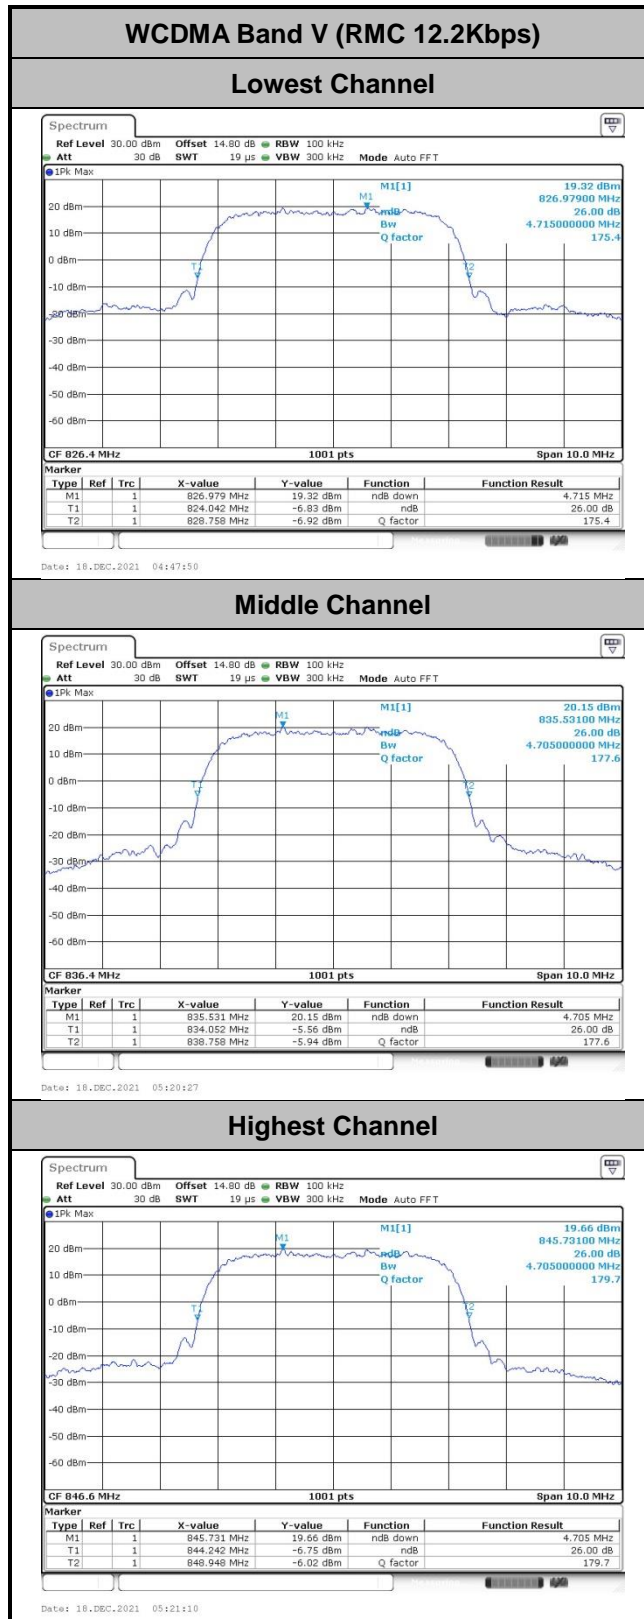 WCDMA Band V (RMC 12.2Kbps)
Lowest Channel
Spectrum
Ref Level 30.00 dBm Offset 14.80 dB RBW 100 kHz
Att 30 dB SWT 19 µs VBW 300 kHz Mode Auto FFT
1Pk Max
M1[1] 19.32 dBm
M1 826.97900 MHz
20 dBm ndB 26.00 dB
Bw 4.715000000 MHz
10 dBm Q factor 175.4
0 dBm
T1 T2
-10 dBm
-20 dBm
-30 dBm
-40 dBm
-50 dBm
-60 dBm
CF 826.4 MHz 1001 pts Span 10.0 MHz
Marker
Type Ref Trc X-value Y-value Function Function Result
M1 1 826.979 MHz 19.32 dBm ndB down 4.715 MHz
T1 1 824.042 MHz -6.83 dBm ndB 26.00 dB
T2 1 828.758 MHz -6.92 dBm Q factor 175.4
Date: 18.DEC.2021 04:47:50
Middle Channel
Spectrum
Ref Level 30.00 dBm Offset 14.80 dB RBW 100 kHz
Att 30 dB SWT 19 µs VBW 300 kHz Mode Auto FFT
1Pk Max
M1[1] 20.15 dBm
M1 835.53100 MHz
20 dBm ndB 26.00 dB
Bw 4.705000000 MHz
10 dBm Q factor 177.6
0 dBm
T1 T2
-10 dBm
-20 dBm
-30 dBm
-40 dBm
-50 dBm
-60 dBm
CF 836.4 MHz 1001 pts Span 10.0 MHz
Marker
Type Ref Trc X-value Y-value Function Function Result
M1 1 835.531 MHz 20.15 dBm ndB down 4.705 MHz
T1 1 834.052 MHz -5.56 dBm ndB 26.00 dB
T2 1 838.758 MHz -5.94 dBm Q factor 177.6
Date: 18.DEC.2021 05:20:27
Highest Channel
Spectrum
Ref Level 30.00 dBm Offset 14.80 dB RBW 100 kHz
Att 30 dB SWT 19 µs VBW 300 kHz Mode Auto FFT
1Pk Max
M1[1] 19.66 dBm
M1 845.73100 MHz
20 dBm ndB 26.00 dB
Bw 4.705000000 MHz
10 dBm Q factor 179.7
0 dBm
T1 T2
-10 dBm
-20 dBm
-30 dBm
-40 dBm
-50 dBm
-60 dBm
CF 846.6 MHz 1001 pts Span 10.0 MHz
Marker
Type Ref Trc X-value Y-value Function Function Result
M1 1 845.731 MHz 19.66 dBm ndB down 4.705 MHz
T1 1 844.242 MHz -6.75 dBm ndB 26.00 dB
T2 1 848.948 MHz -6.02 dBm Q factor 179.7
Date: 18.DEC.2021 05:21:10